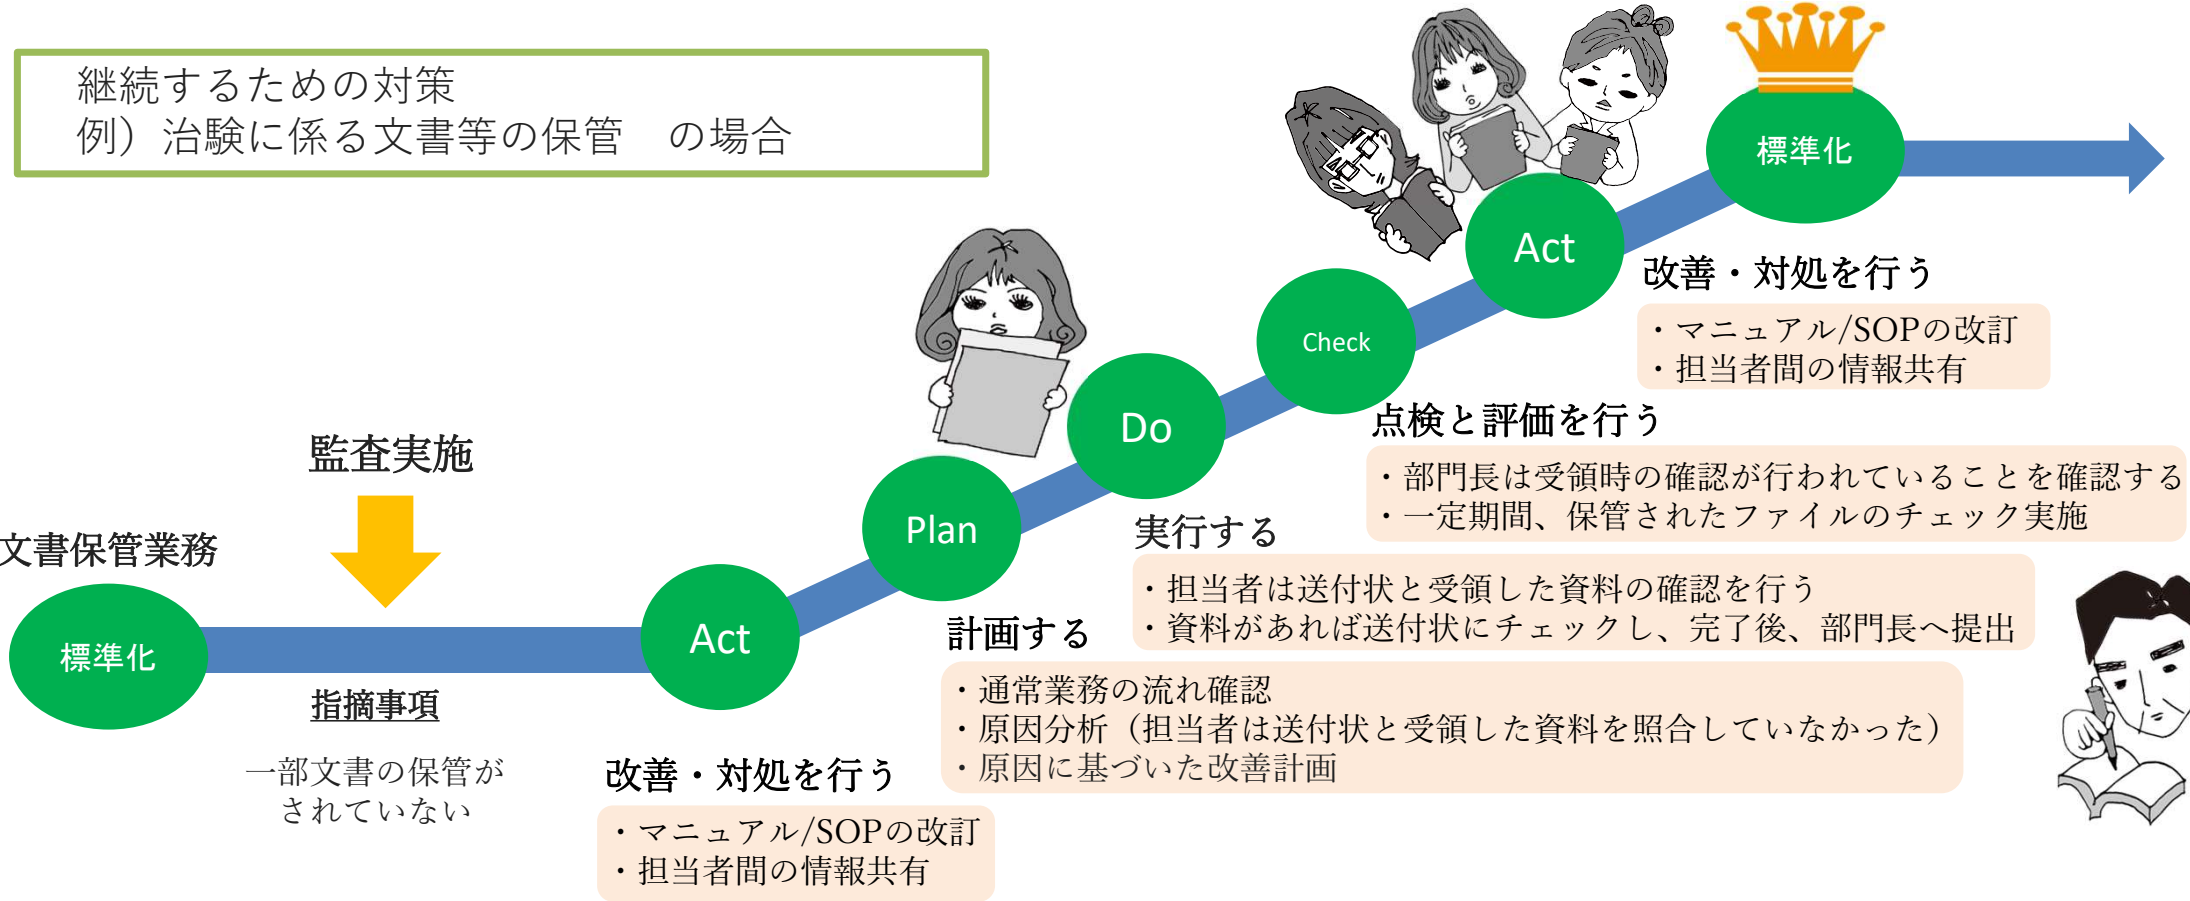 継続するための対策
例）治験に係る文書等の保管　の場合
文書保管業務
標準化
監査実施
指摘事項
一部文書の保管が
されていない
Act
改善・対処を行う
・マニュアル/SOPの改訂
・担当者間の情報共有
Plan
計画する
・通常業務の流れ確認
・原因分析（担当者は送付状と受領した資料を照合していなかった）
・原因に基づいた改善計画
Do
実行する
・担当者は送付状と受領した資料の確認を行う
・資料があれば送付状にチェックし、完了後、部門長へ提出
Check
点検と評価を行う
・部門長は受領時の確認が行われていることを確認する
・一定期間、保管されたファイルのチェック実施
Act
改善・対処を行う
・マニュアル/SOPの改訂
・担当者間の情報共有
標準化